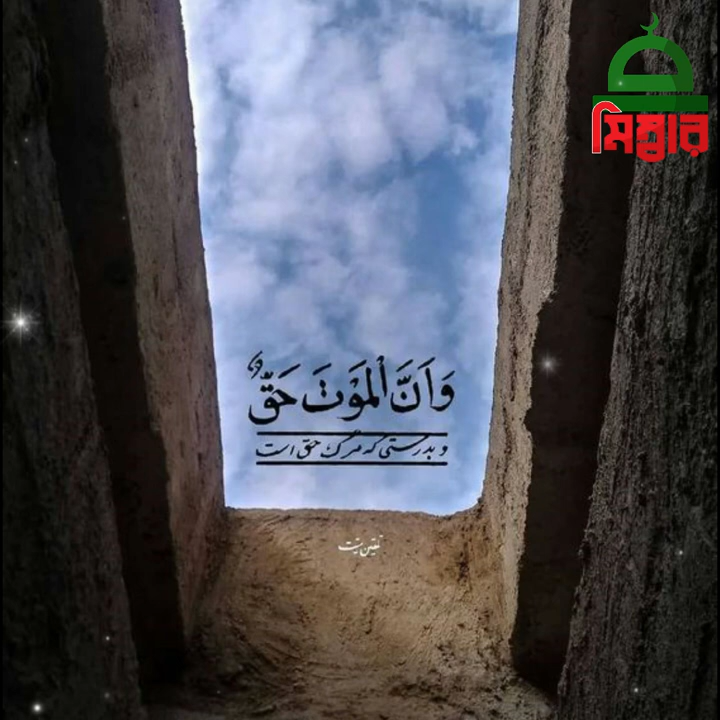 মিম্বার
وَاَنَّ الْمَوْتَ حَقٌّ
و بدرستی که مرگ حق است